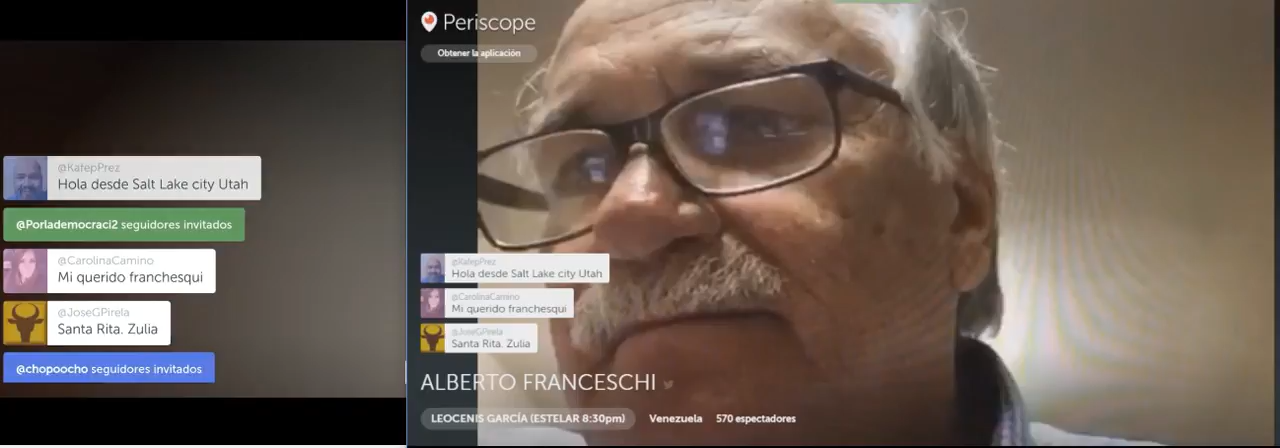 @KafepPrez
Hola desde Salt Lake city Utah
@Porlademocraci2 seguidores invitados
@CarolinaCamino
Mi querido franchesqui
@JoseGPirela
Santa Rita. Zulia
@chopoocho seguidores invitados
Periscope
Obtener la aplicación
@KafepPrez
Hola desde Salt Lake city Utah
@CarolinaCamino
Mi querido franchesqui
@JoseGPirela
Santa Rita. Zulia
ALBERTO FRANCESCHI
LEOCENIS GARCÍA (ESTELAR 8:30pm) Venezuela 570 espectadores